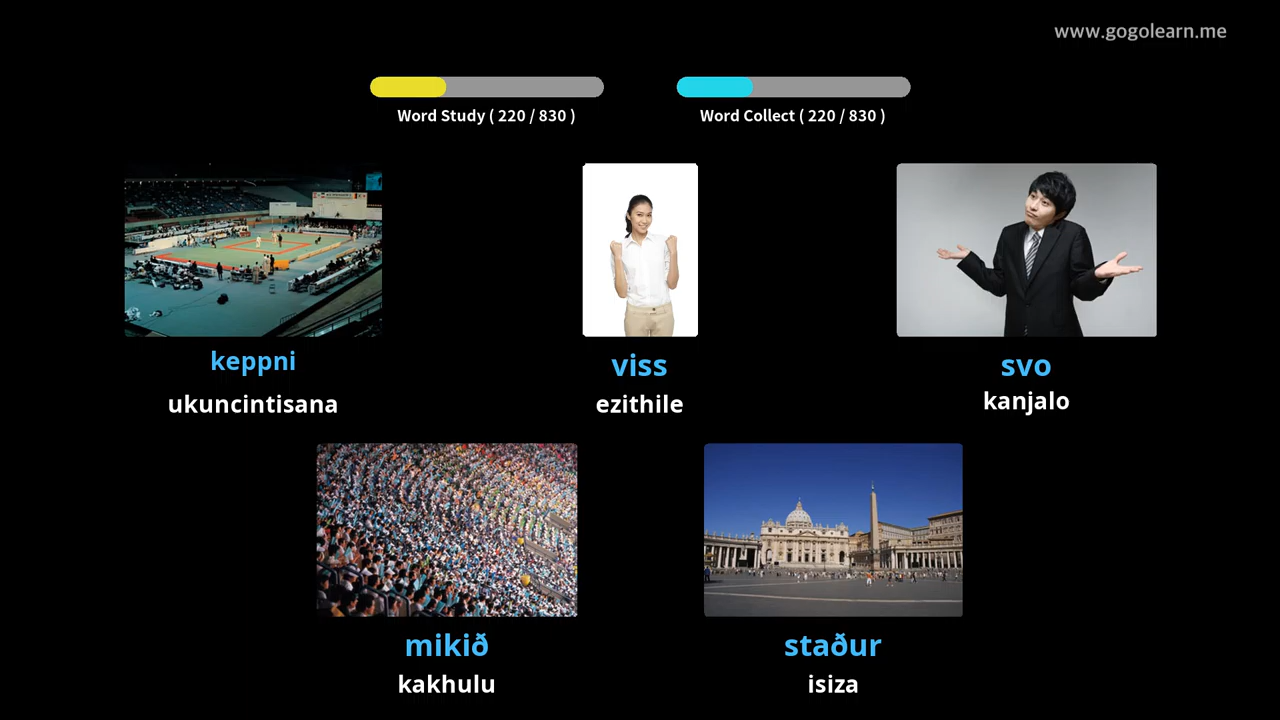 www.gogolearn.me
Word Study ( 220 / 830 )
Word Collect ( 220 / 830 )
keppni
ukuncintisana
viss
ezithile
svo
kanjalo
mikið
kakhulu
staður
isiza